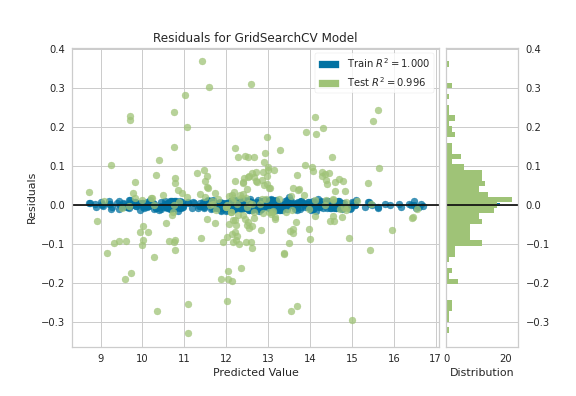 Residuals for GridSearchCV Model
Train R² = 1.000
Test R² = 0.996
0.4
0.3
0.2
0.1
0.0
−0.1
−0.2
−0.3
Residuals
9 10 11 12 13 14 15 16 17
Predicted Value
0.4
0.3
0.2
0.1
0.0
−0.1
−0.2
−0.3
0 20
Distribution